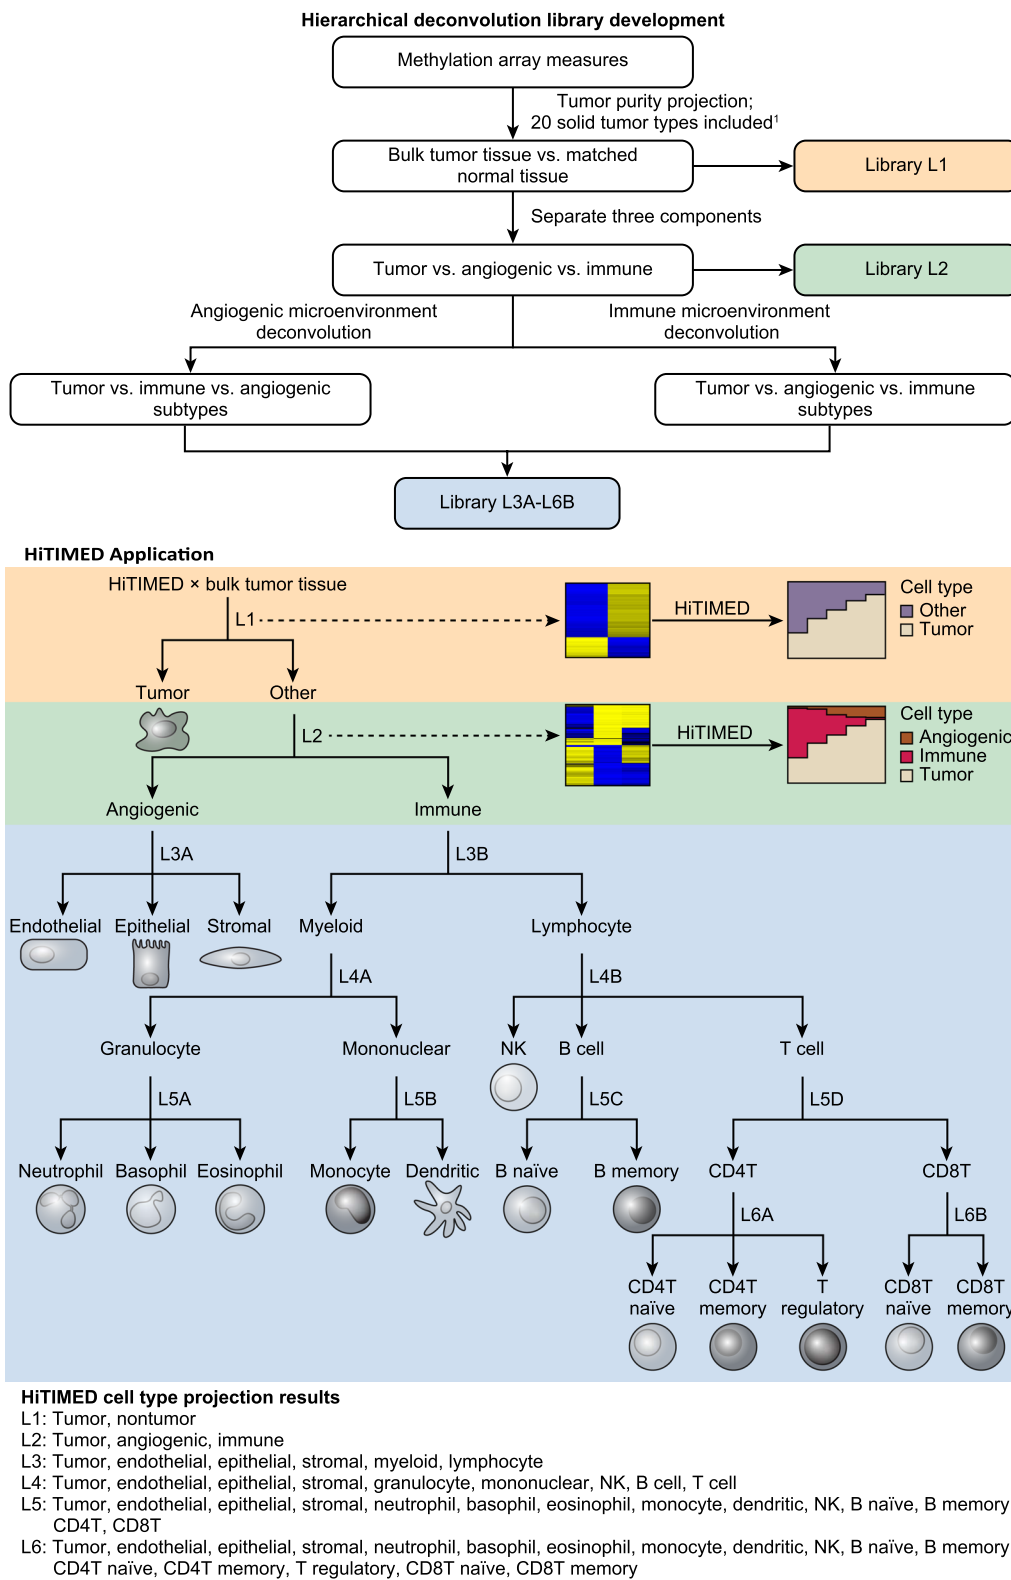 Hierarchical deconvolution library development
Methylation array measures
Tumor purity projection;
20 solid tumor types included¹
Bulk tumor tissue vs. matched
normal tissue
Library L1
Separate three components
Tumor vs. angiogenic vs. immune
Library L2
Angiogenic microenvironment
deconvolution
Immune microenvironment
deconvolution
Tumor vs. immune vs. angiogenic
subtypes
Tumor vs. angiogenic vs. immune
subtypes
Library L3A-L6B
HiTIMED Application
HiTIMED × bulk tumor tissue
L1
HiTIMED
Cell type
Other
Tumor
Tumor
Other
L2
HiTIMED
Cell type
Angiogenic
Immune
Tumor
Angiogenic
Immune
L3A
L3B
Endothelial
Epithelial
Stromal
Myeloid
Lymphocyte
L4A
L4B
Granulocyte
Mononuclear
NK
B cell
T cell
L5A
L5B
L5C
L5D
Neutrophil
Basophil
Eosinophil
Monocyte
Dendritic
B naïve
B memory
CD4T
CD8T
L6A
L6B
CD4T
naïve
CD4T
memory
T
regulatory
CD8T
naïve
CD8T
memory
HiTIMED cell type projection results
L1: Tumor, nontumor
L2: Tumor, angiogenic, immune
L3: Tumor, endothelial, epithelial, stromal, myeloid, lymphocyte
L4: Tumor, endothelial, epithelial, stromal, granulocyte, mononuclear, NK, B cell, T cell
L5: Tumor, endothelial, epithelial, stromal, neutrophil, basophil, eosinophil, monocyte, dendritic, NK, B naïve, B memory
CD4T, CD8T
L6: Tumor, endothelial, epithelial, stromal, neutrophil, basophil, eosinophil, monocyte, dendritic, NK, B naïve, B memory
CD4T naïve, CD4T memory, T regulatory, CD8T naïve, CD8T memory